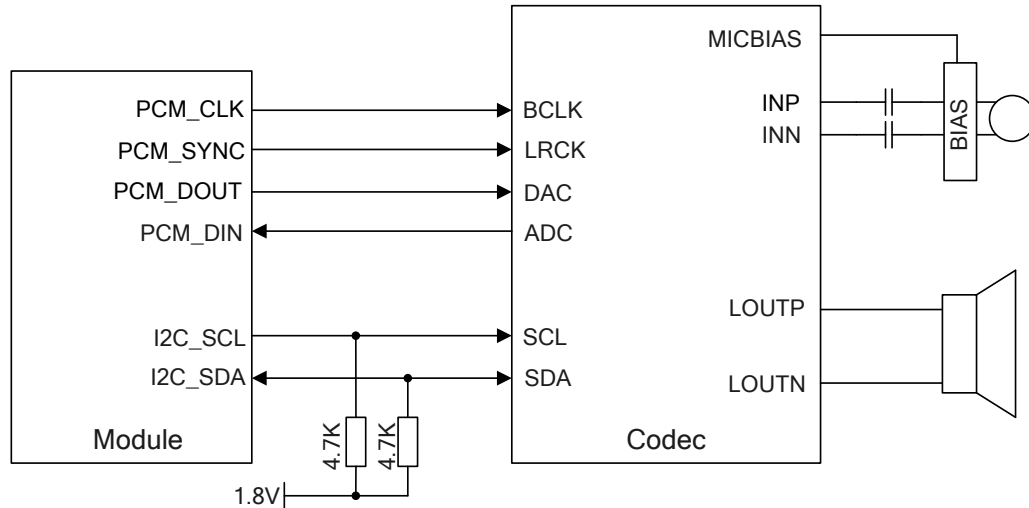 MICBIAS
PCM_CLK
BCLK
INP
PCM_SYNC
LRCK
INN
BIAS
PCM_DOUT
DAC
PCM_DIN
ADC
LOUTP
I2C_SCL
SCL
I2C_SDA
SDA
LOUTN
Module
4.7K
4.7K
Codec
1.8V